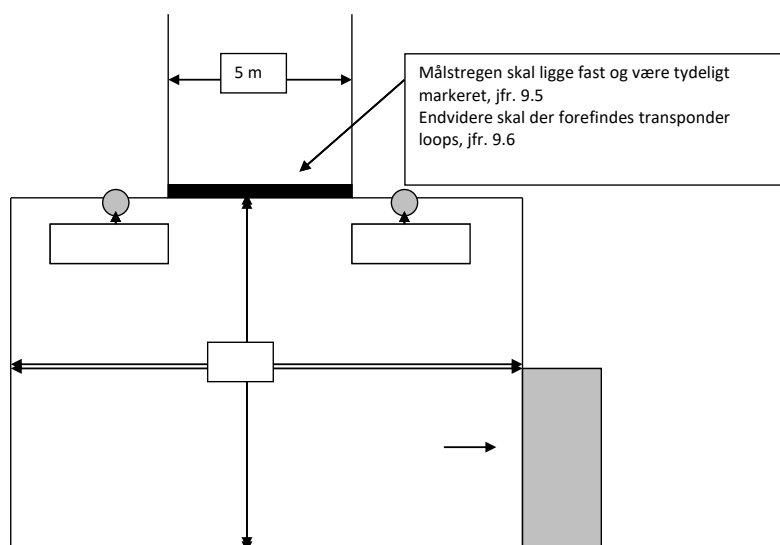 5 m
Målstregen skal ligge fast og være tydeligt
markeret, jfr. 9.5
Endvidere skal der forefindes transponder
loops, jfr. 9.6